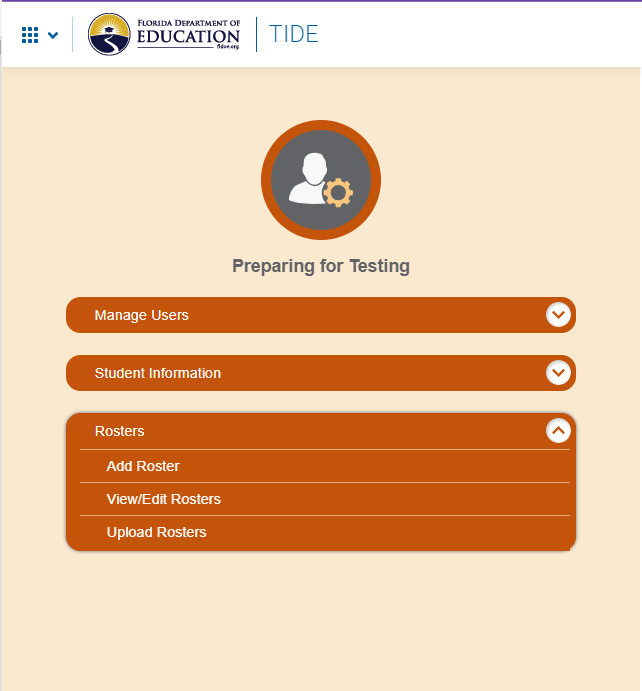 FLORIDA DEPARTMENT OF
EDUCATION
fldoe.org
TIDE
Preparing for Testing
Manage Users
Student Information
Rosters
Add Roster
View/Edit Rosters
Upload Rosters